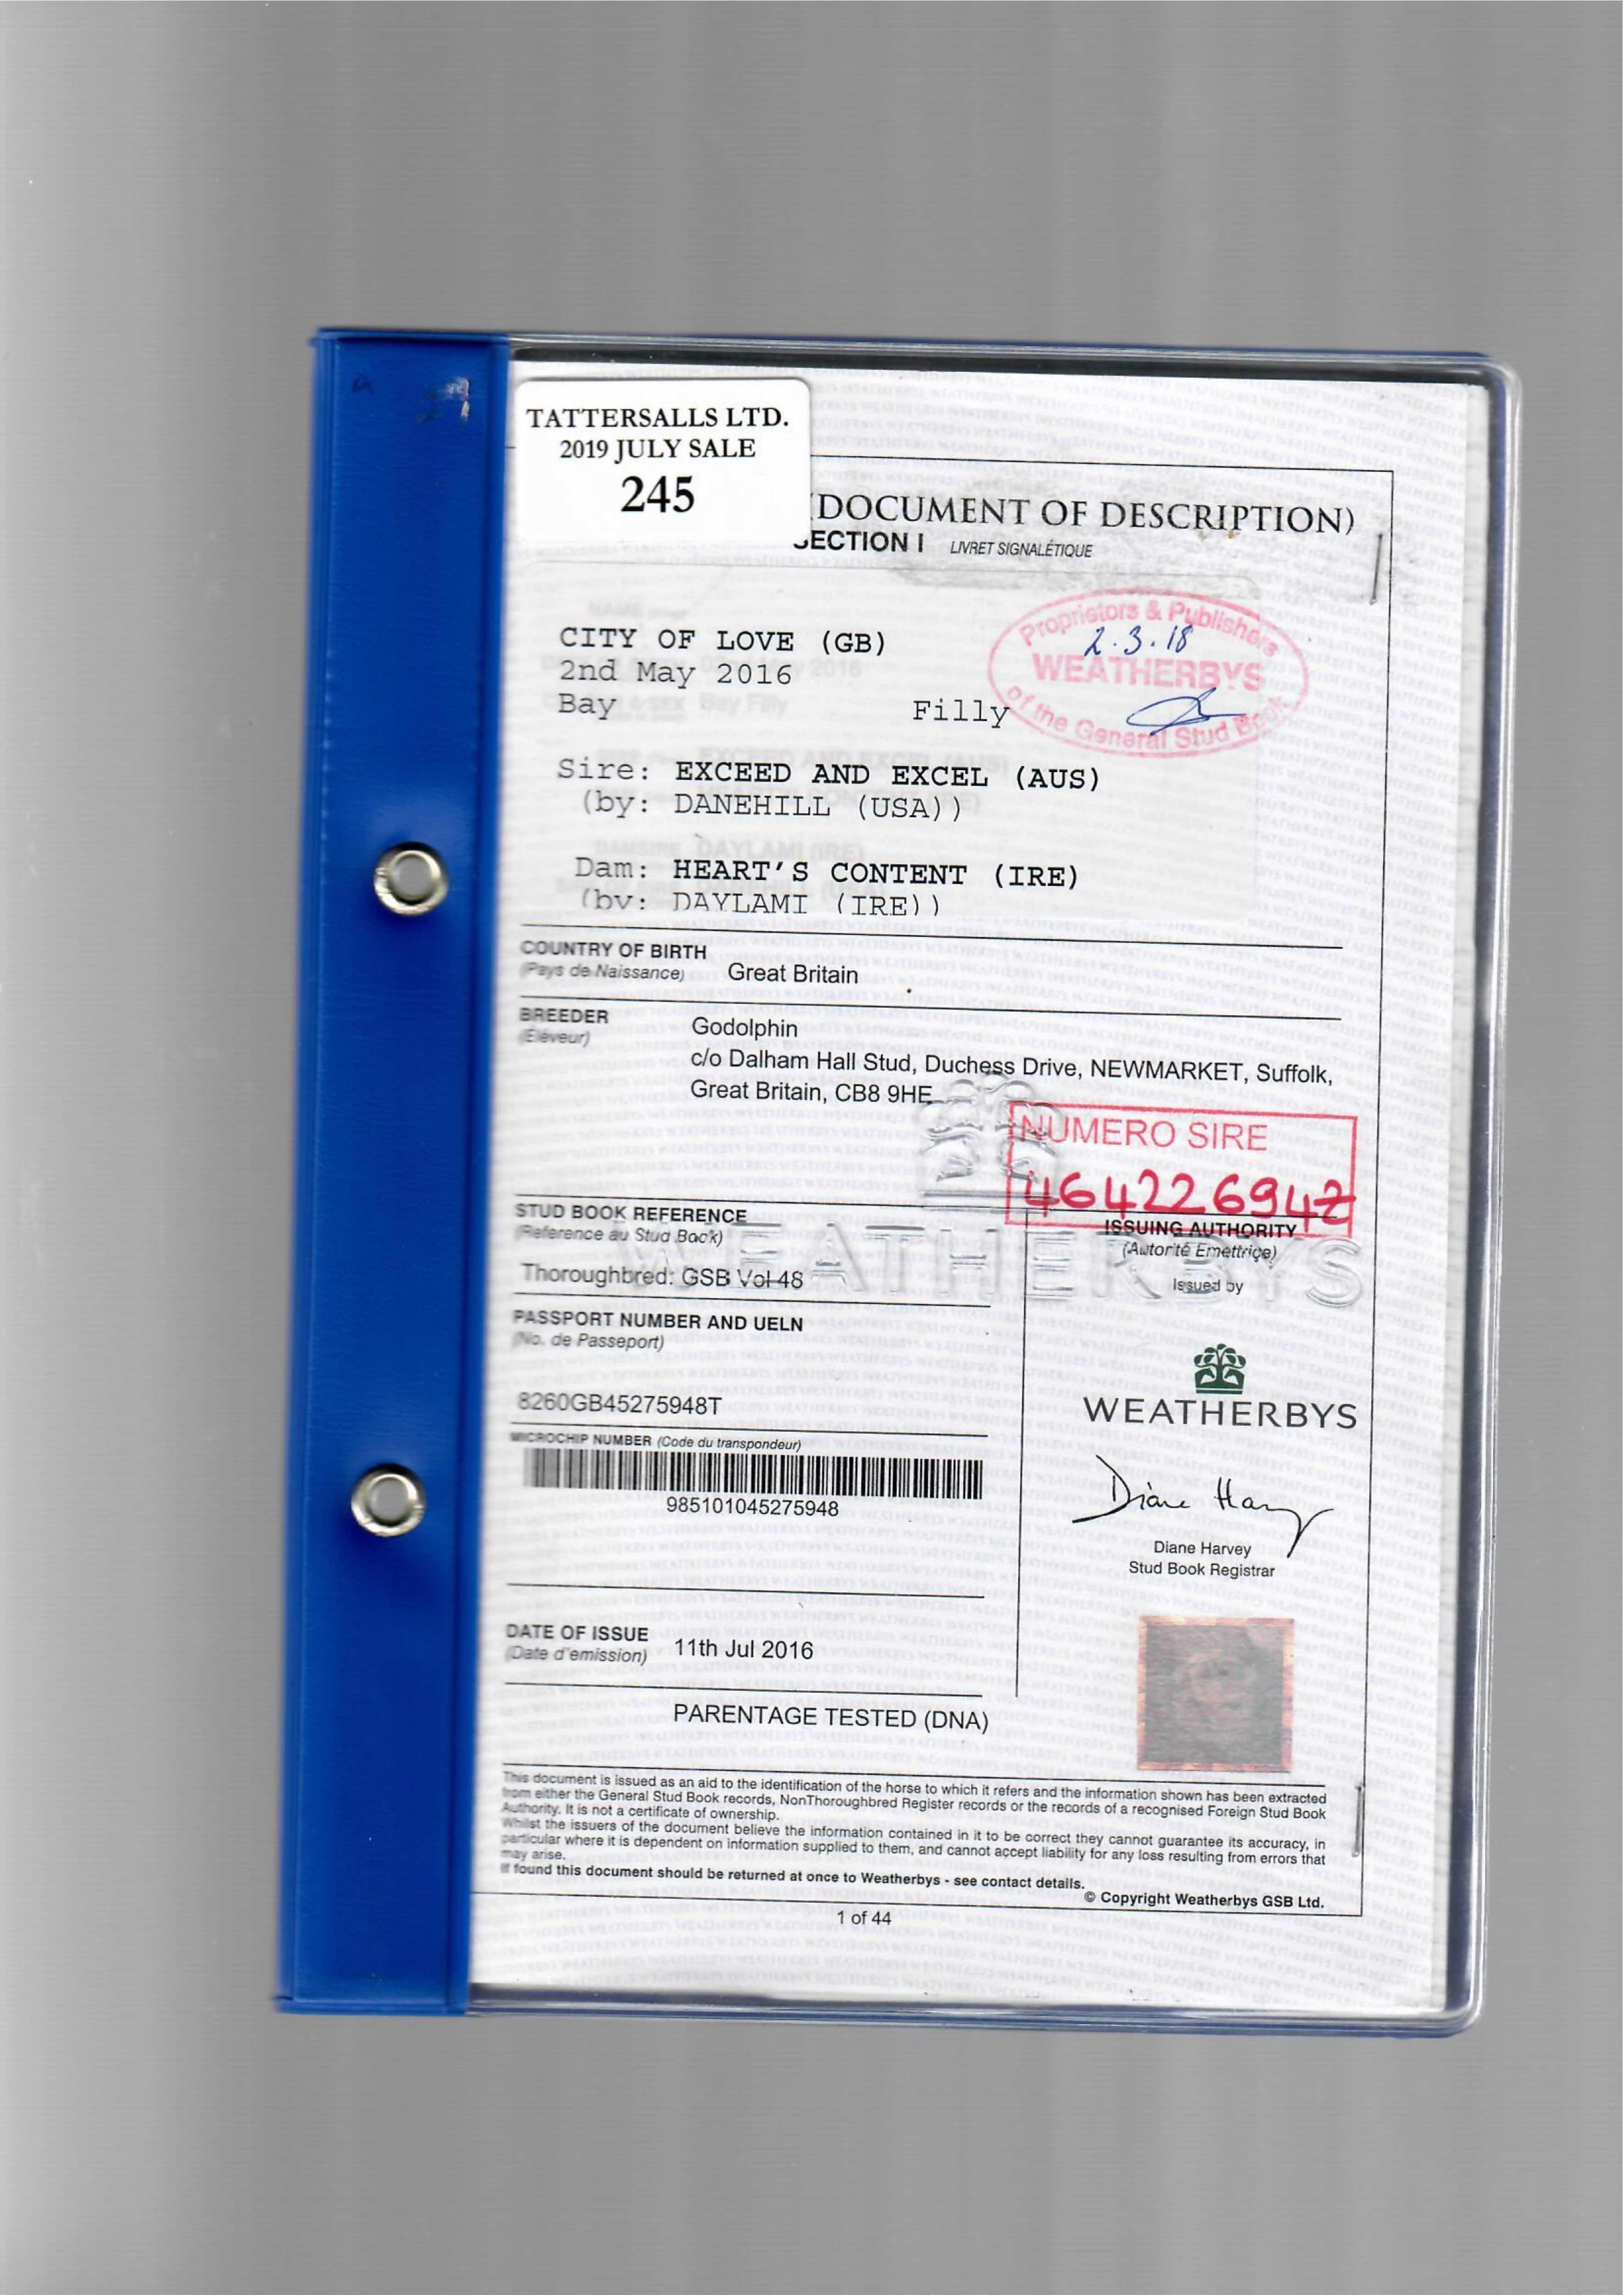 TATTERSALLS LTD.
2019 JULY SALE
245
(DOCUMENT OF DESCRIPTION)
SECTION I LIVRET SIGNALÉTIQUE
CITY OF LOVE (GB)
2nd May 2016
Bay Filly
Proprietors & Publishers
2.3.18
WEATHERBYS
of the General Stud Book
Sire: EXCEED AND EXCEL (AUS)
(by: DANEHILL (USA))
Dam: HEART'S CONTENT (IRE)
(by: DAYLAMI (IRE))
COUNTRY OF BIRTH
(Pays de Naissance) Great Britain
BREEDER
(Éleveur)
Godolphin
c/o Dalham Hall Stud, Duchess Drive, NEWMARKET, Suffolk,
Great Britain, CB8 9HE
NUMERO SIRE
46422694Z
STUD BOOK REFERENCE
(Reference au Stud Book)
Thoroughbred: GSB Vol 48
WEATHERBYS
ISSUING AUTHORITY
(Autorité Emettriçe)
Issued by
PASSPORT NUMBER AND UELN
(No. de Passeport)
8260GB45275948T
WEATHERBYS
MICROCHIP NUMBER (Code du transpondeur)
985101045275948
Diane Harvey
Diane Harvey
Stud Book Registrar
DATE OF ISSUE
(Date d'emission) 11th Jul 2016
PARENTAGE TESTED (DNA)
This document is issued as an aid to the identification of the horse to which it refers and the information shown has been extracted
from either the General Stud Book records, NonThoroughbred Register records or the records of a recognised Foreign Stud Book
Authority. It is not a certificate of ownership.
Whilst the issuers of the document believe the information contained in it to be correct they cannot guarantee its accuracy, in
particular where it is dependent on information supplied to them, and cannot accept liability for any loss resulting from errors that
may arise.
If found this document should be returned at once to Weatherbys - see contact details.
© Copyright Weatherbys GSB Ltd.
1 of 44